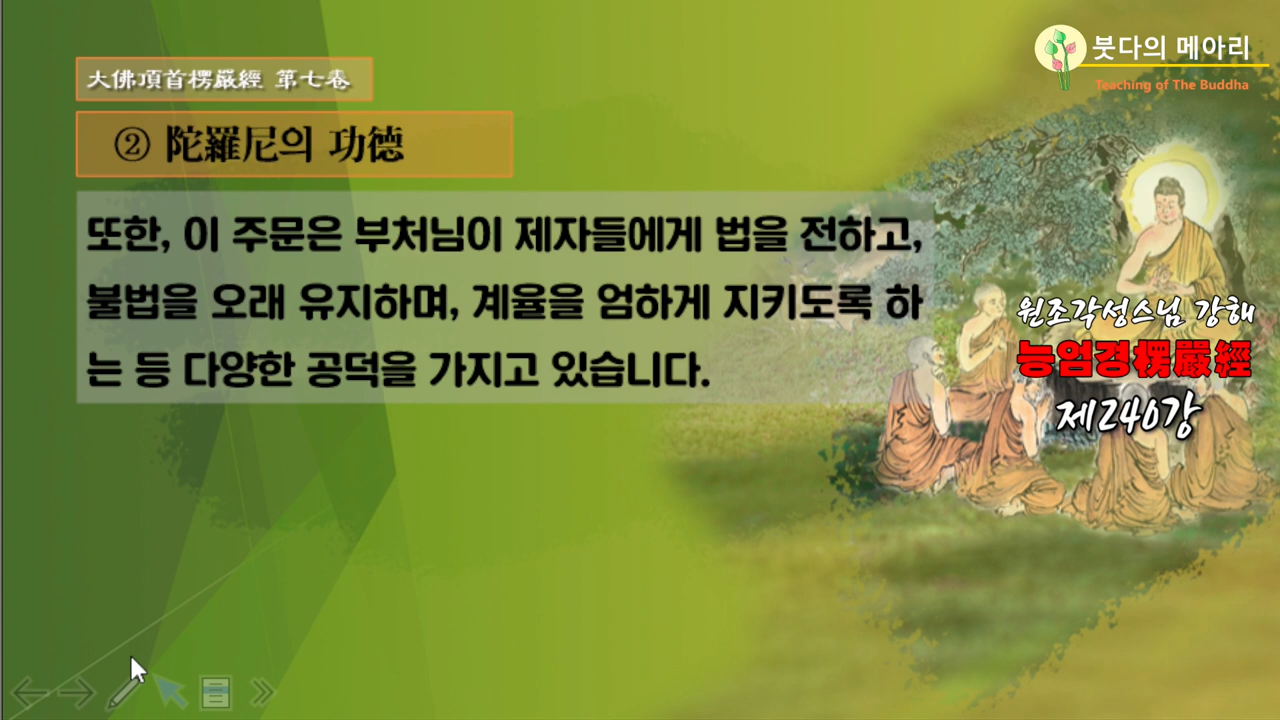 大佛頂首楞嚴經 第七卷
② 陀羅尼의 功德
또한, 이 주문은 부처님이 제자들에게 법을 전하고,
불법을 오래 유지하며, 계율을 엄하게 지키도록 하
는 등 다양한 공덕을 가지고 있습니다.
붓다의 메아리
Teaching of The Buddha
원조각성스님 강해
능엄경楞嚴經
제240강